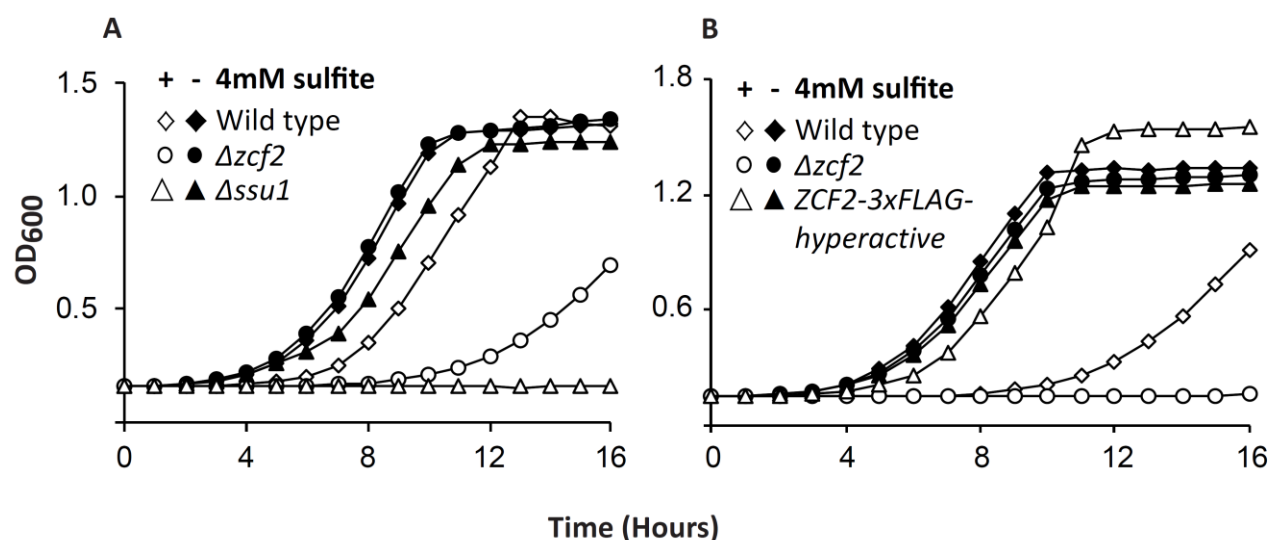 A
+ - 4mM sulfite
Wild type
Δzcf2
Δssu1
1.5
1.0
0.5
0 4 8 12 16
OD600
B
+ - 4mM sulfite
Wild type
Δzcf2
ZCF2-3xFLAG-
hyperactive
1.8
1.2
0.6
0 4 8 12 16
Time (Hours)